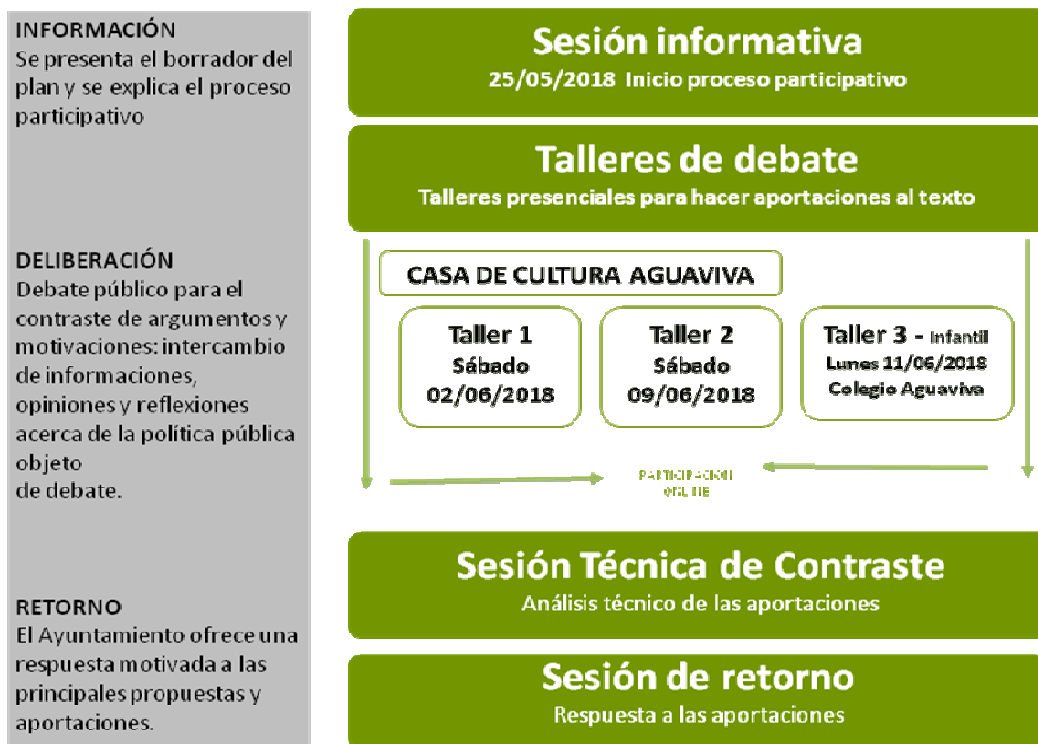 INFORMACIÓN
Se presenta el borrador del
plan y se explica el proceso
participativo
DELIBERACIÓN
Debate público para el
contraste de argumentos y
motivaciones: intercambio
de informaciones,
opiniones y reflexiones
acerca de la política pública
objeto
de debate.
RETORNO
El Ayuntamiento ofrece una
respuesta motivada a las
principales propuestas y
aportaciones.
Sesión informativa
25/05/2018 Inicio proceso participativo
Talleres de debate
Talleres presenciales para hacer aportaciones al texto
CASA DE CULTURA AGUAVIVA
Taller 1
Sábado
02/06/2018
Taller 2
Sábado
09/06/2018
Taller 3 - Infantil
Lunes 11/06/2018
Colegio Aguaviva
PARTICIPACION
ONLINE
Sesión Técnica de Contraste
Análisis técnico de las aportaciones
Sesión de retorno
Respuesta a las aportaciones